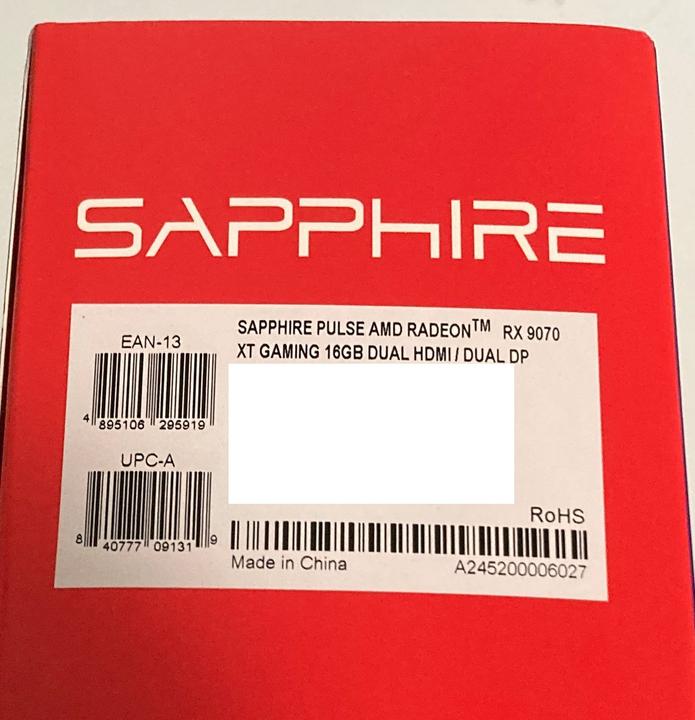 SAPPHIRE
SAPPHIRE PULSE AMD RADEON™ RX 9070
XT GAMING 16GB DUAL HDMI / DUAL DP
EAN-13
4 895106 295919
UPC-A
8 40777 09131 9
RoHS
Made in China
A245200006027